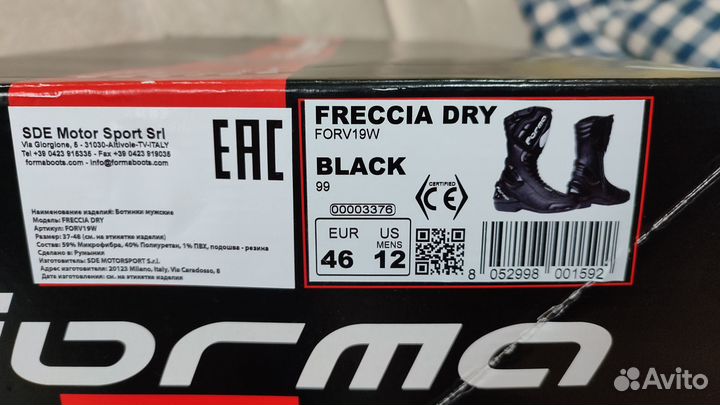 SDE Motor Sport Srl
Via Giorgione, 5 - 31030-Altivole-TV-ITALY
Tel +39 0423 915335 - Fax +39 0423 919035
formaboots.com - info@formaboots.com
EAC
Наименование изделия: Ботинки мужские
Модель: FRECCIA DRY
Артикул: FORV19W
Размер: 37-48 (см. на этикетке изделия)
Состав: 59% Микрофибра, 40% Полиуретан, 1% ПВХ, подошва - резина
Сделано в: Румыния
Изготовитель: SDE MOTORSPORT S.r.l.
Адрес изготовителя: 20123 Milano, Italy, Via Caradosso, 8
Дата изготовления: см. на этикетке изделия
FRECCIA DRY
FORV19W
BLACK
99
00003376
CERTIFIED
CE
EUR
46
US
MENS
12
forma
8 052998 001592
forma
Avito